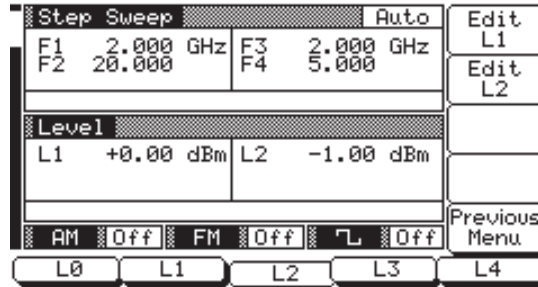 Step Sweep Auto
F1 2.000 GHz F3 2.000 GHz
F2 20.000 F4 5.000
Level
L1 +0.00 dBm L2 -1.00 dBm
AM Off FM Off Off
Edit
L1
Edit
L2
Previous
Menu
L0 L1 L2 L3 L4